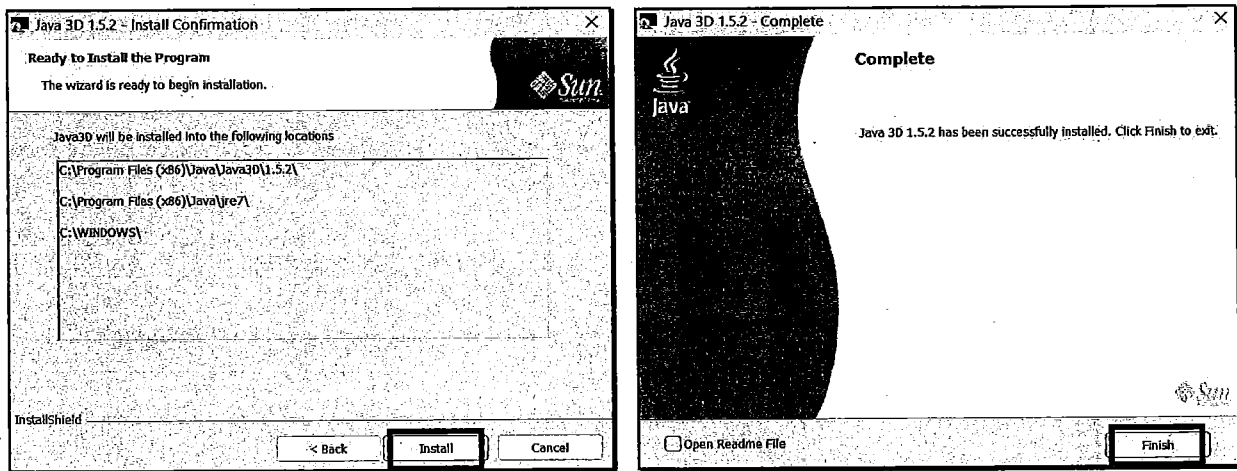 Java 3D 1.5.2 - Install Confirmation
Ready to Install the Program
The wizard is ready to begin installation.
Sun
Java3D will be installed into the following locations
C:\Program Files (x86)\Java\Java3D\1.5.2\
C:\Program Files (x86)\Java\jre7\
C:\WINDOWS\
InstallShield
< Back
Install
Cancel
Java 3D 1.5.2 - Complete
Java
Complete
Java 3D 1.5.2 has been successfully installed. Click Finish to exit.
Sun
Open Readme File
Finish